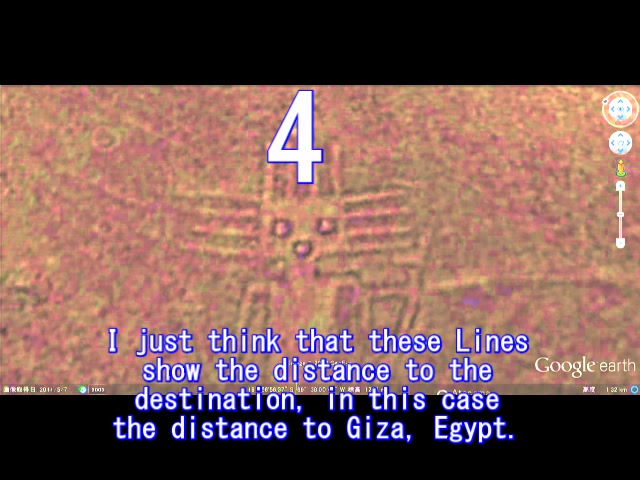 4
I just think that these Lines
show the distance to the
destination, in this case
the distance to Giza, Egypt.
Google earth